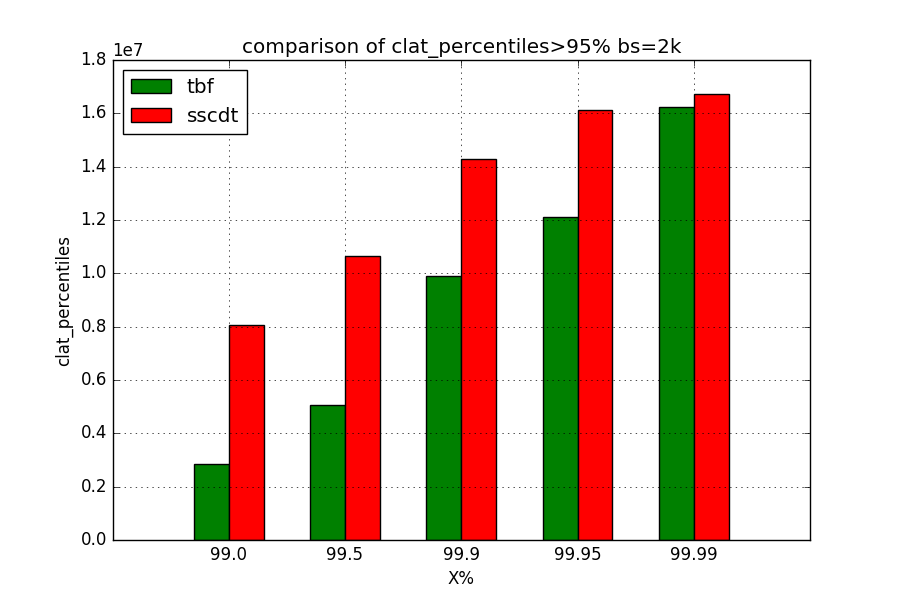 comparison of clat_percentiles>95% bs=2k
1e7
1.8
1.6
1.4
1.2
1.0
0.8
0.6
0.4
0.2
0.0
clat_percentiles
tbf
sscdt
99.0 99.5 99.9 99.95 99.99
X%